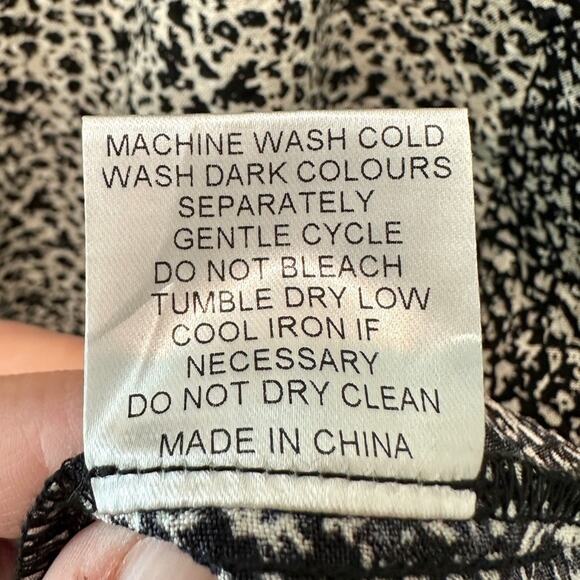 MACHINE WASH COLD
WASH DARK COLOURS
SEPARATELY
GENTLE CYCLE
DO NOT BLEACH
TUMBLE DRY LOW
COOL IRON IF
NECESSARY
DO NOT DRY CLEAN
MADE IN CHINA